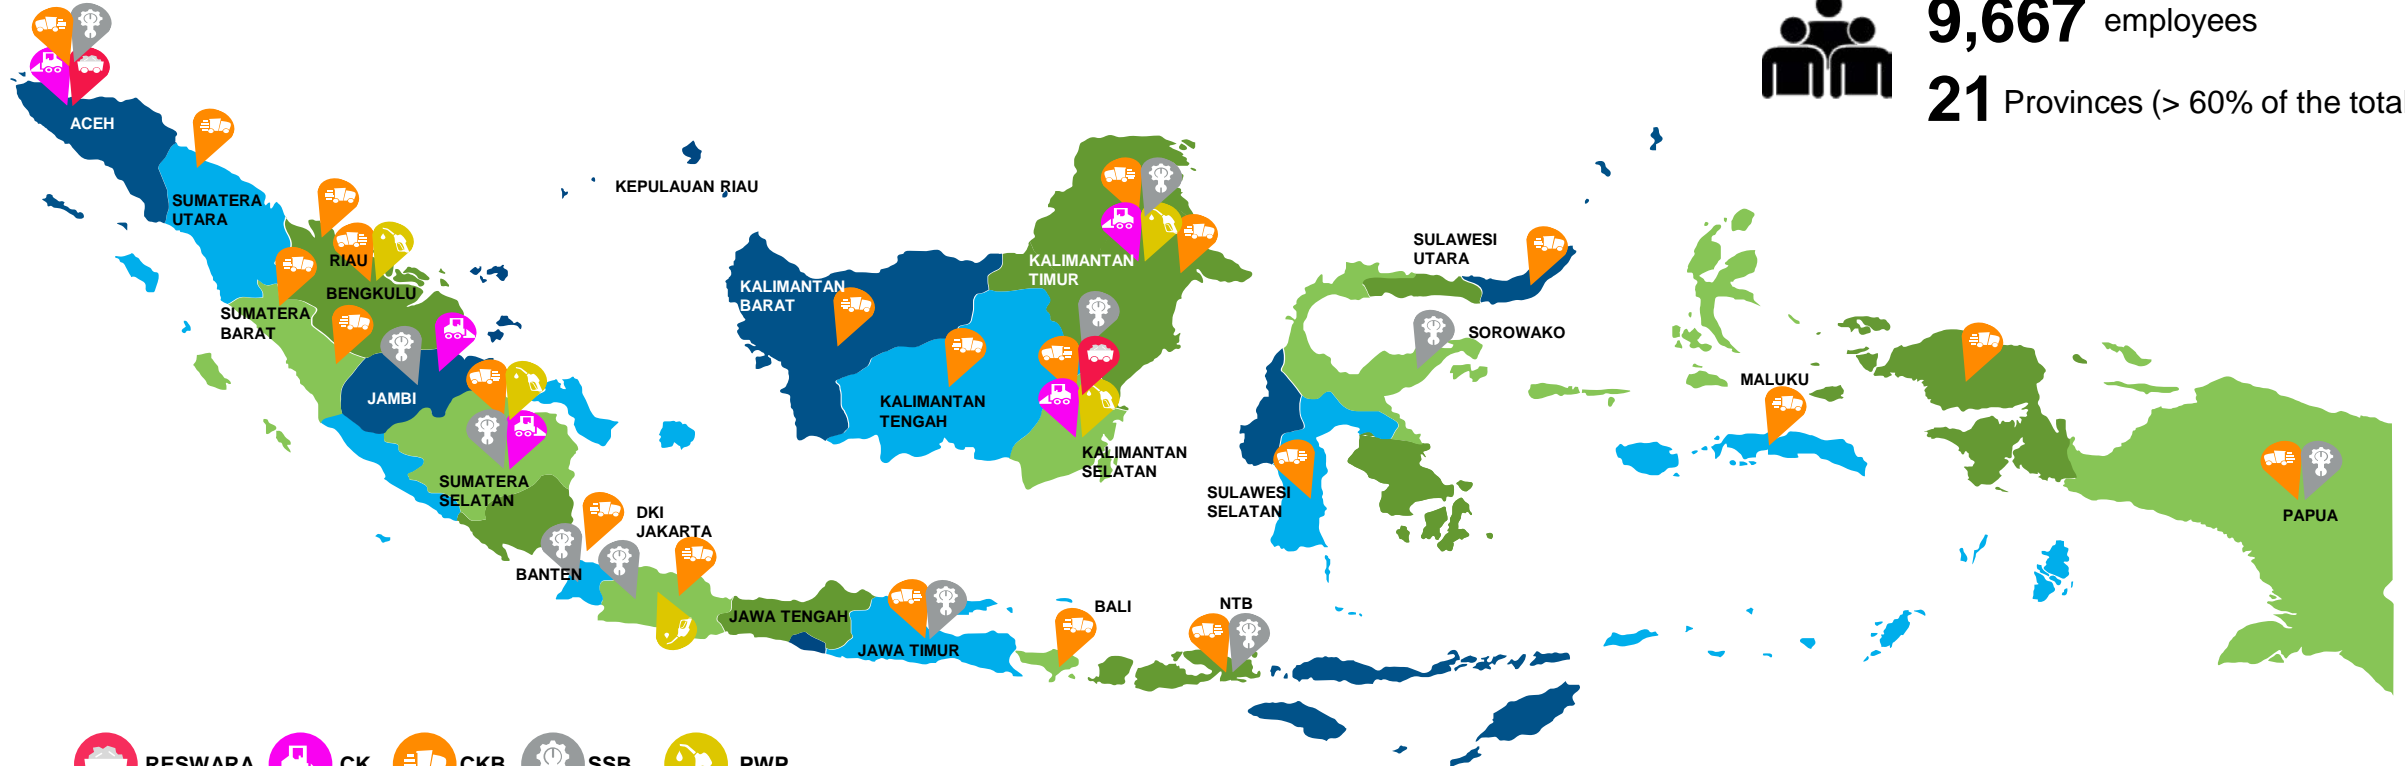 9,667 employees
21 Provinces (> 60% of the total
ACEH
SUMATERA
UTARA
KEPULAUAN RIAU
RIAU
BENGKULU
SUMATERA
BARAT
JAMBI
SUMATERA
SELATAN
KALIMANTAN
BARAT
KALIMANTAN
TIMUR
KALIMANTAN
TENGAH
KALIMANTAN
SELATAN
SULAWESI
UTARA
SOROWAKO
SULAWESI
SELATAN
MALUKU
PAPUA
DKI
JAKARTA
BANTEN
JAWA TENGAH
JAWA TIMUR
BALI
NTB
RESWARA CK CKB SSB PWP